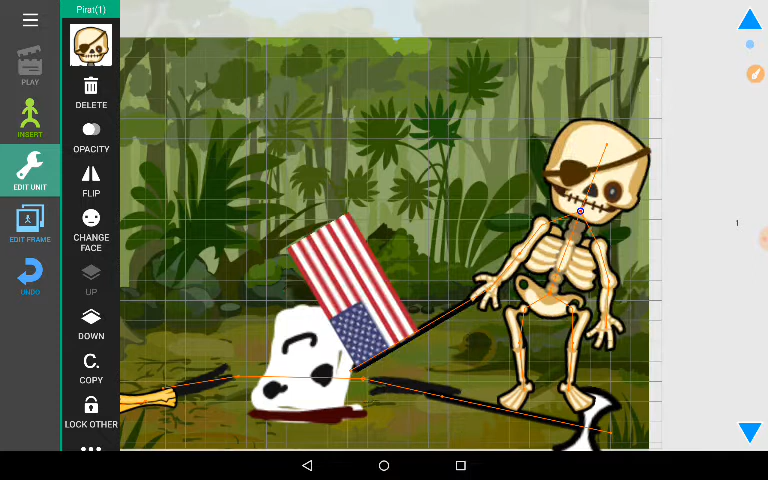 Pirat(1)
PLAY
INSERT
EDIT UNIT
EDIT FRAME
UNDO
DELETE
OPACITY
FLIP
CHANGE
FACE
UP
DOWN
C.
COPY
LOCK OTHER
1